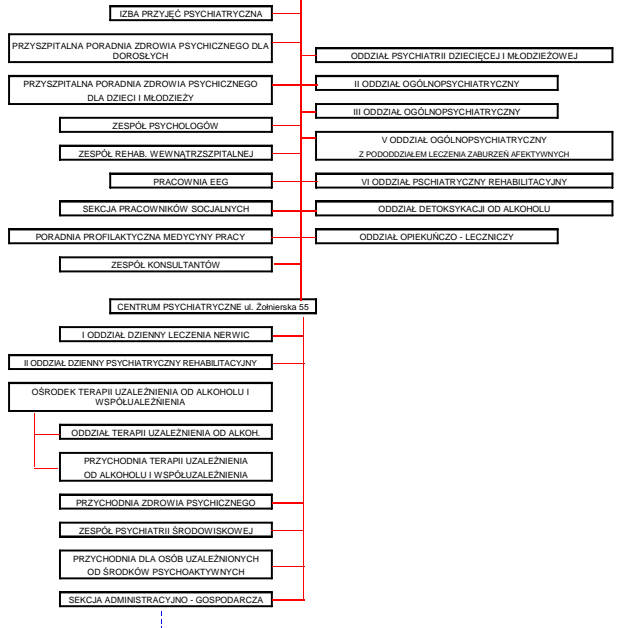 IZBA PRZYJĘĆ PSYCHIATRYCZNA
PRZYSZPITALNA PORADNIA ZDROWIA PSYCHICZNEGO DLA
DOROSŁYCH
PRZYSZPITALNA PORADNIA ZDROWIA PSYCHICZNEGO
DLA DZIECI I MŁODZIEŻY
ZESPÓŁ PSYCHOLOGÓW
ZESPÓŁ REHAB. WEWNĄTRZSZPITALNEJ
PRACOWNIA EEG
SEKCJA PRACOWNIKÓW SOCJALNYCH
PORADNIA PROFILAKTYCZNA MEDYCYNY PRACY
ZESPÓŁ KONSULTANTÓW
ODDZIAŁ PSYCHIATRII DZIECIĘCEJ I MŁODZIEŻOWEJ
II ODDZIAŁ OGÓLNOPSYCHIATRYCZNY
III ODDZIAŁ OGÓLNOPSYCHIATRYCZNY
V ODDZIAŁ OGÓLNOPSYCHIATRYCZNY
Z PODODDZIAŁEM LECZENIA ZABURZEŃ AFEKTYWNYCH
VI ODDZIAŁ PSCHIATRYCZNY REHABILITACYJNY
ODDZIAŁ DETOKSYKACJI OD ALKOHOLU
ODDZIAŁ OPIEKUŃCZO - LECZNICZY
CENTRUM PSYCHIATRYCZNE ul. Żołnierska 55
I ODDZIAŁ DZIENNY LECZENIA NERWIC
II ODDZIAŁ DZIENNY PSYCHIATRYCZNY REHABILITACYJNY
OŚRODEK TERAPII UZALEŻNIENIA OD ALKOHOLU I
WSPÓŁUALEŹŃIENIA
ODDZIAŁ TERAPII UZALEŻNIENIA OD ALKOH.
PRZYCHODNIA TERAPII UZALEŻNIENIA
OD ALKOHOLU I WSPÓŁUZALEŻNIENIA
PRZYCHODNIA ZDROWIA PSYCHICZNEGO
ZESPÓŁ PSYCHIATRII ŚRODOWISKOWEJ
PRZYCHODNIA DLA OSÓB UZALEŻNIONYCH
OD ŚRODKÓW PSYCHOAKTYWNYCH
SEKCJA ADMINISTRACYJNO - GOSPODARCZA